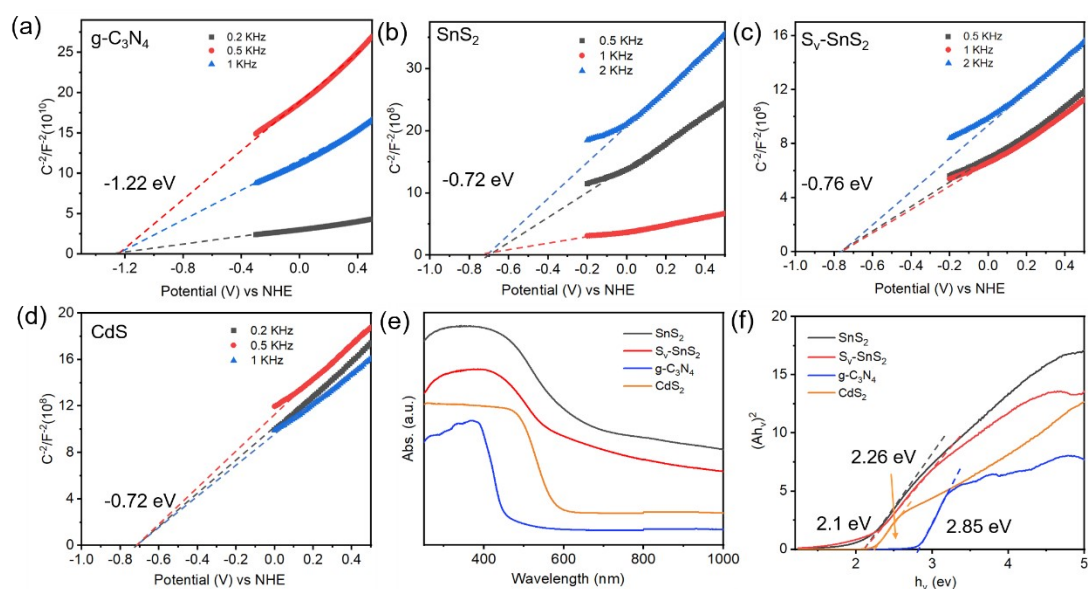 (a)
g-C₃N₄
0.2 KHz
0.5 KHz
1 KHz
C⁻²/F⁻²(10¹⁰)
25
20
15
10
5
0
-1.22 eV
-1.2 -0.8 -0.4 0.0 0.4
Potential (V) vs NHE
(b)
SnS₂
0.5 KHz
1 KHz
2 KHz
C⁻²/F⁻²(10⁸)
30
20
10
0
-0.72 eV
-1.0 -0.8 -0.6 -0.4 -0.2 0.0 0.2 0.4
Potential (V) vs NHE
(c)
Sᵥ-SnS₂
0.5 KHz
1 KHz
2 KHz
C⁻²/F⁻²(10⁸)
16
12
8
4
0
-0.76 eV
-1.0 -0.8 -0.6 -0.4 -0.2 0.0 0.2 0.4
Potential (V) vs NHE
(d)
CdS
0.2 KHz
0.5 KHz
1 KHz
C⁻²/F⁻²(10⁸)
20
16
12
8
4
0
-0.72 eV
-1.0 -0.8 -0.6 -0.4 -0.2 0.0 0.2 0.4
Potential (V) vs NHE
(e)
SnS₂
Sᵥ-SnS₂
g-C₃N₄
CdS₂
Abs. (a.u.)
400 600 800 1000
Wavelength (nm)
(f)
SnS₂
Sᵥ-SnS₂
g-C₃N₄
CdS₂
(Ahᵥ)²
20
15
10
5
0
2.26 eV
2.1 eV
2.85 eV
2 3 4 5
hᵥ (ev)